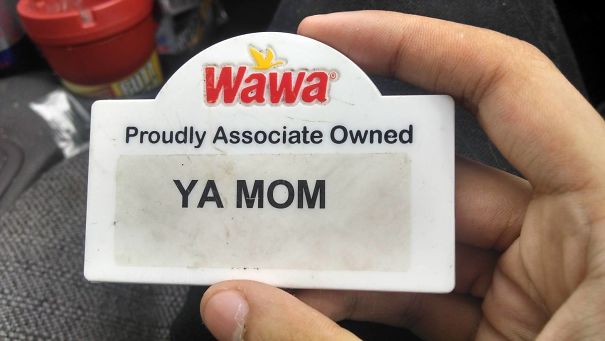 Wawa®
Proudly Associate Owned
YA MOM